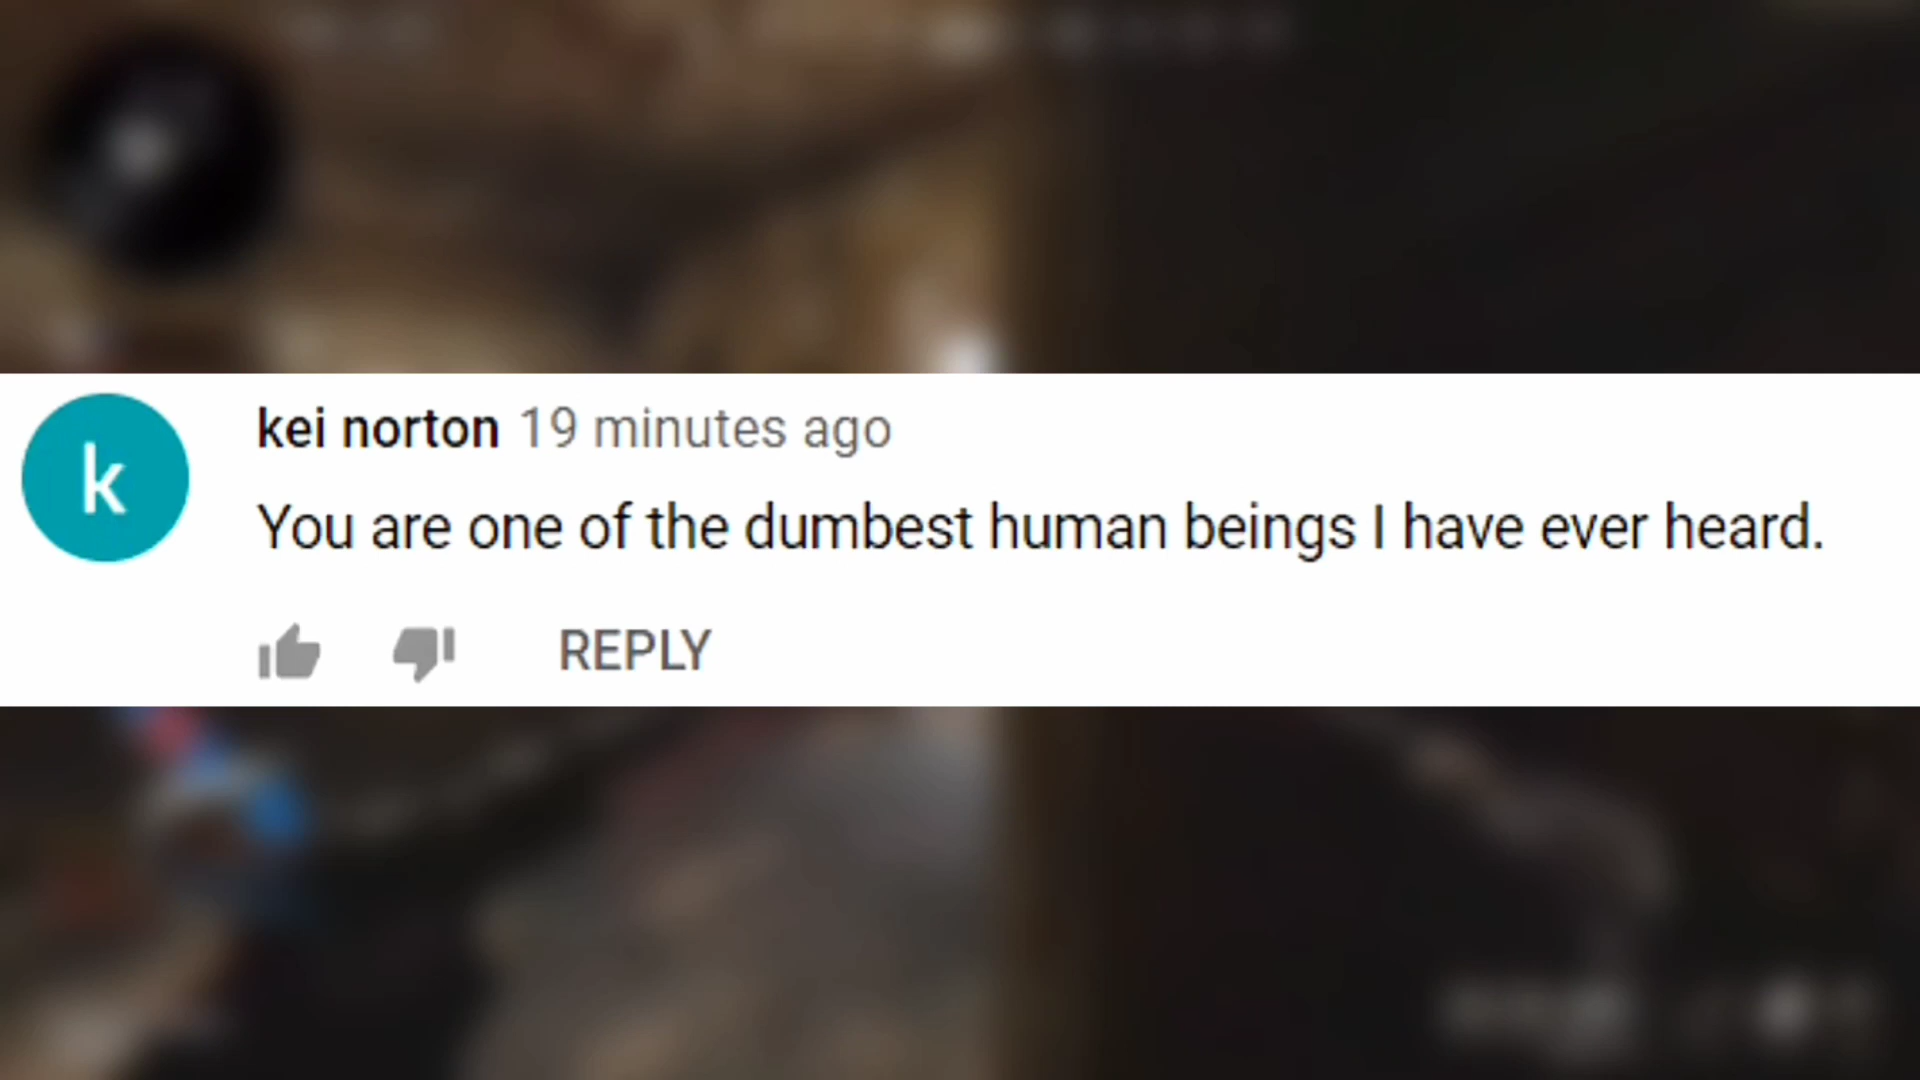 k
kei norton 19 minutes ago
You are one of the dumbest human beings I have ever heard.
REPLY